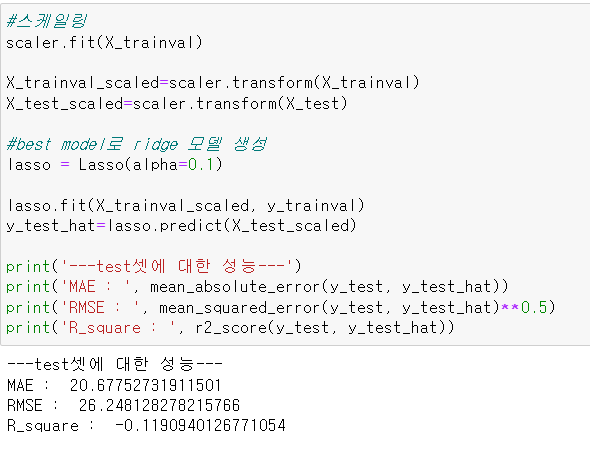 #스케일링
scaler.fit(X_trainval)
X_trainval_scaled=scaler.transform(X_trainval)
X_test_scaled=scaler.transform(X_test)
#best model로 ridge 모델 생성
lasso = Lasso(alpha=0.1)
lasso.fit(X_trainval_scaled, y_trainval)
y_test_hat=lasso.predict(X_test_scaled)
print('---test셋에 대한 성능---')
print('MAE : ', mean_absolute_error(y_test, y_test_hat))
print('RMSE : ', mean_squared_error(y_test, y_test_hat)**0.5)
print('R_square : ', r2_score(y_test, y_test_hat))
---test셋에 대한 성능---
MAE :  20.67752731911501
RMSE :  26.248128278215766
R_square :  -0.1190940126771054